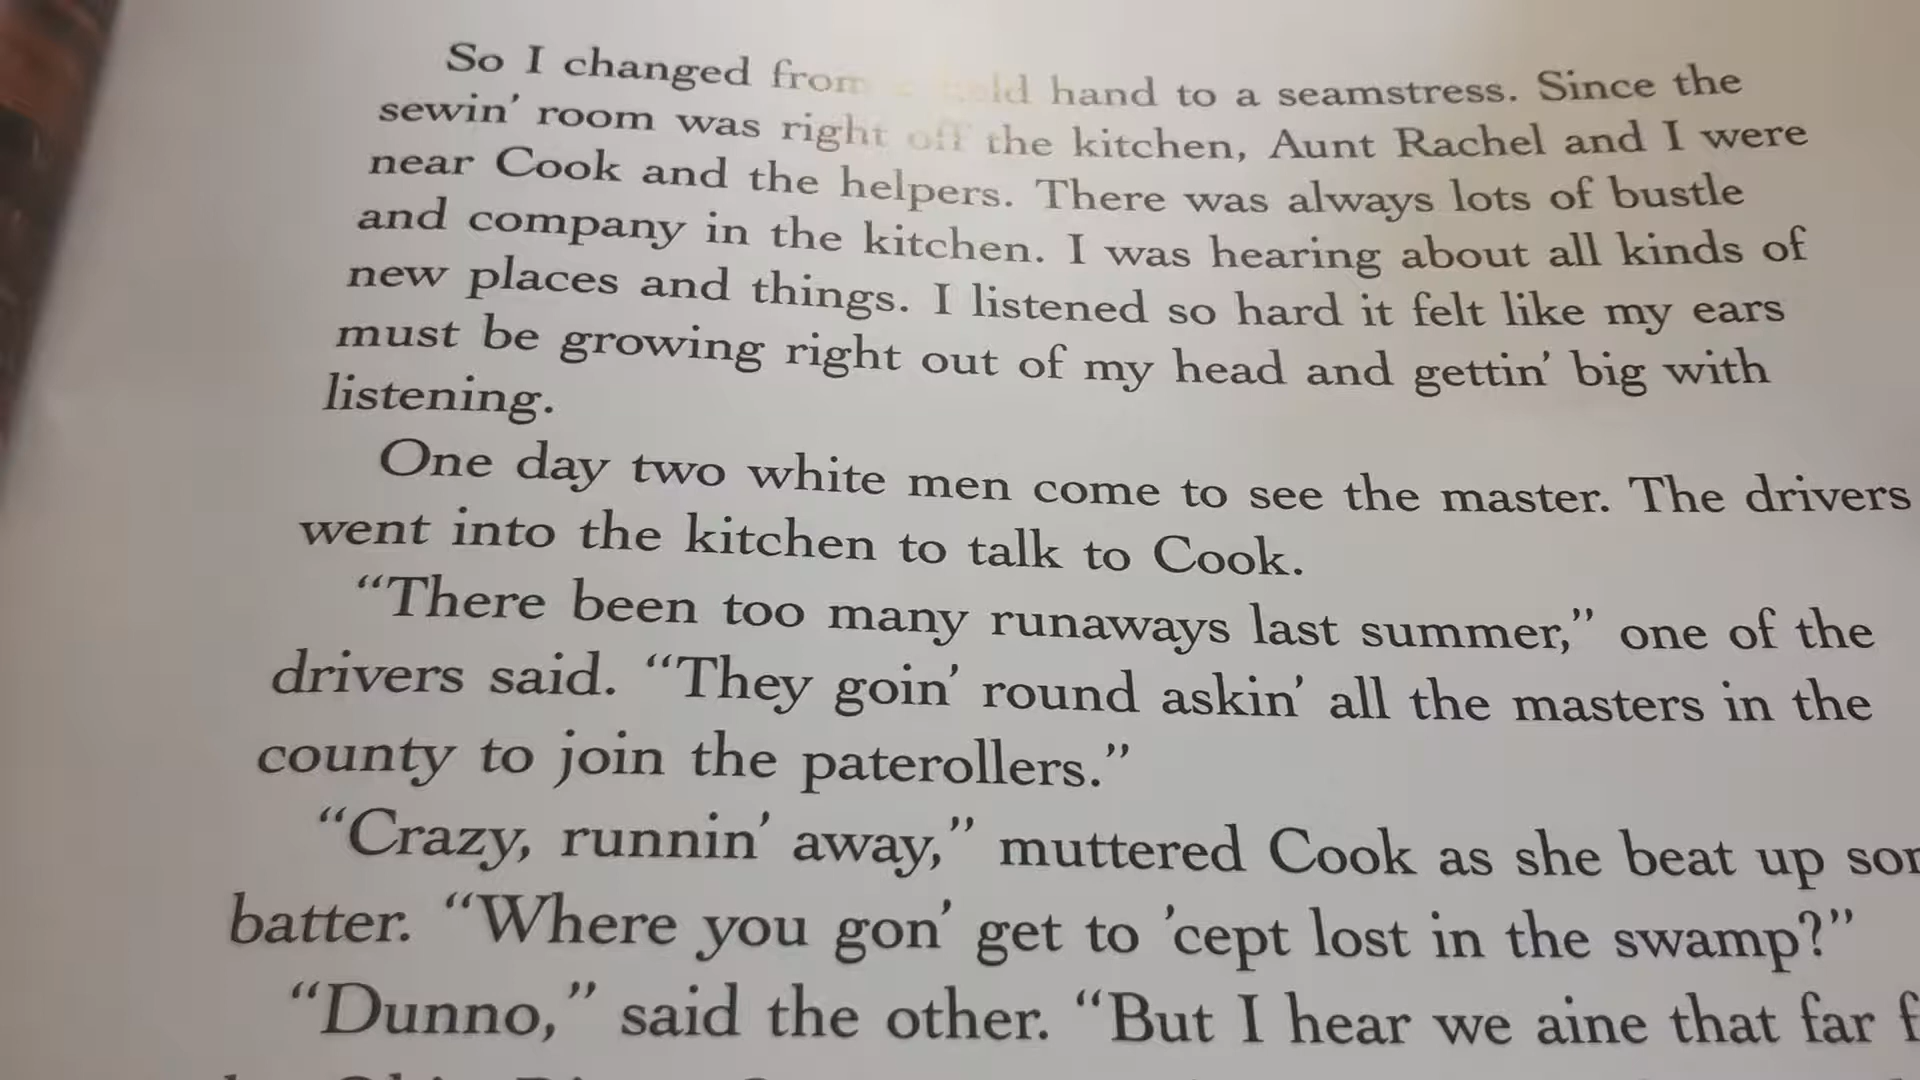 So I changed from hand to a seamstress. Since the
sewin' room was right off the kitchen, Aunt Rachel and I were
near Cook and the helpers. There was always lots of bustle
and company in the kitchen. I was hearing about all kinds of
new places and things. I listened so hard it felt like my ears
must be growing right out of my head and gettin' big with
listening.
One day two white men come to see the master. The drivers
went into the kitchen to talk to Cook.
“There been too many runaways last summer,” one of the
drivers said. “They goin' round askin' all the masters in the
county to join the paterollers.”
“Crazy, runnin' away,” muttered Cook as she beat up
batter. “Where you gon' get to 'cept lost in the swamp?”
“Dunno,” said the other. “But I hear we aine that far